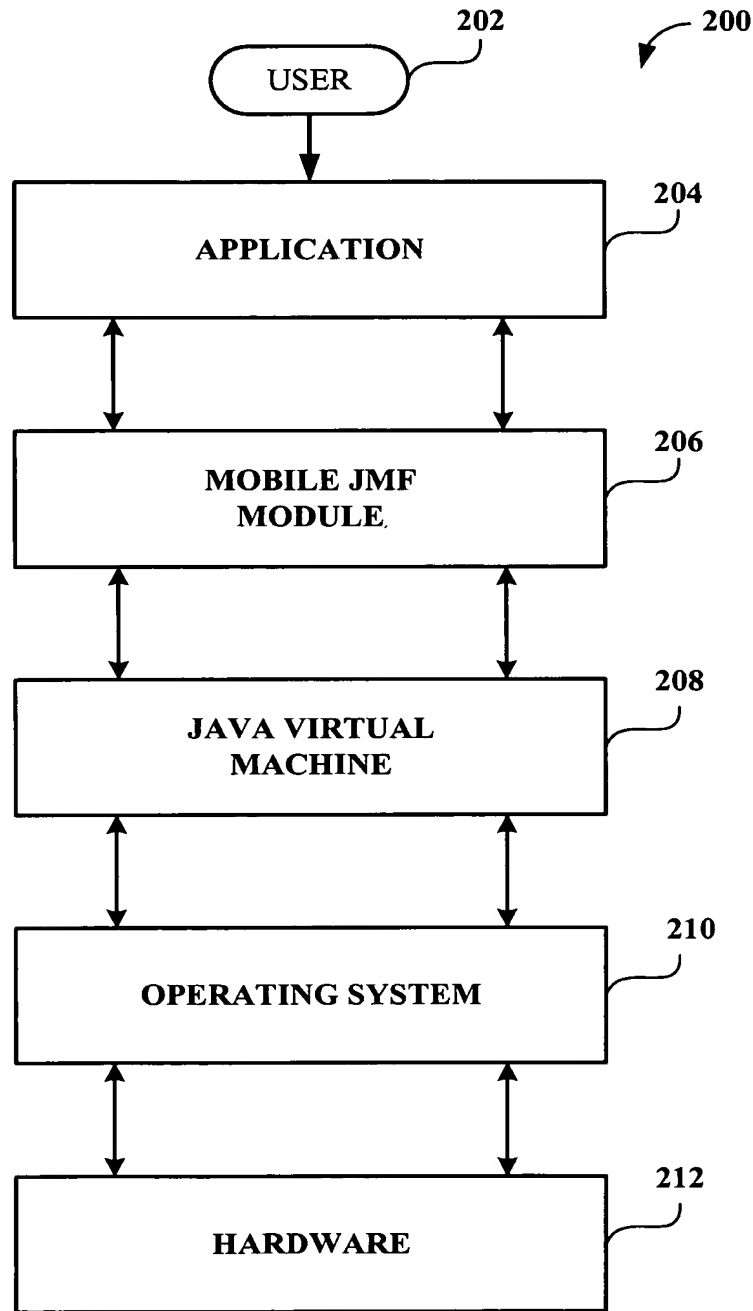 202
200
USER
204
APPLICATION
206
MOBILE JMF
MODULE
208
JAVA VIRTUAL
MACHINE
210
OPERATING SYSTEM
212
HARDWARE